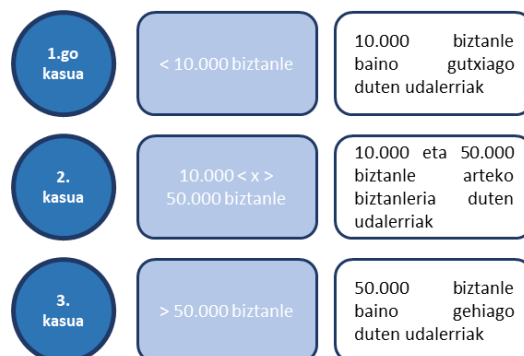 1.go
kasua
< 10.000 biztanle
10.000 biztanle
baino gutxiago
duten udalerriak
2.
kasua
10.000 < x >
50.000 biztanle
10.000 eta 50.000
biztanle arteko
biztanleria duten
udalerriak
3.
kasua
> 50.000 biztanle
50.000 biztanle
baino gehiago
duten udalerriak